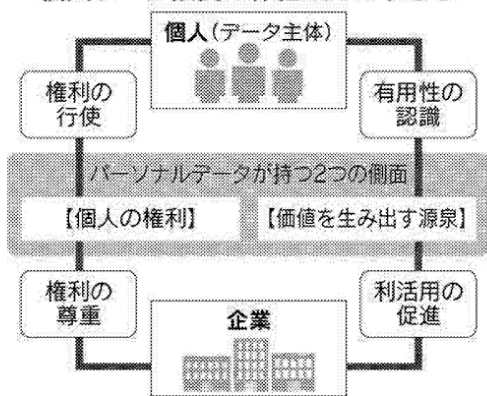 個人(データ主体)
権利の
行使
有用性の
認識
パーソナルデータが持つ2つの側面
【個人の権利】
【価値を生み出す源泉】
権利の
尊重
利活用の
促進
企業